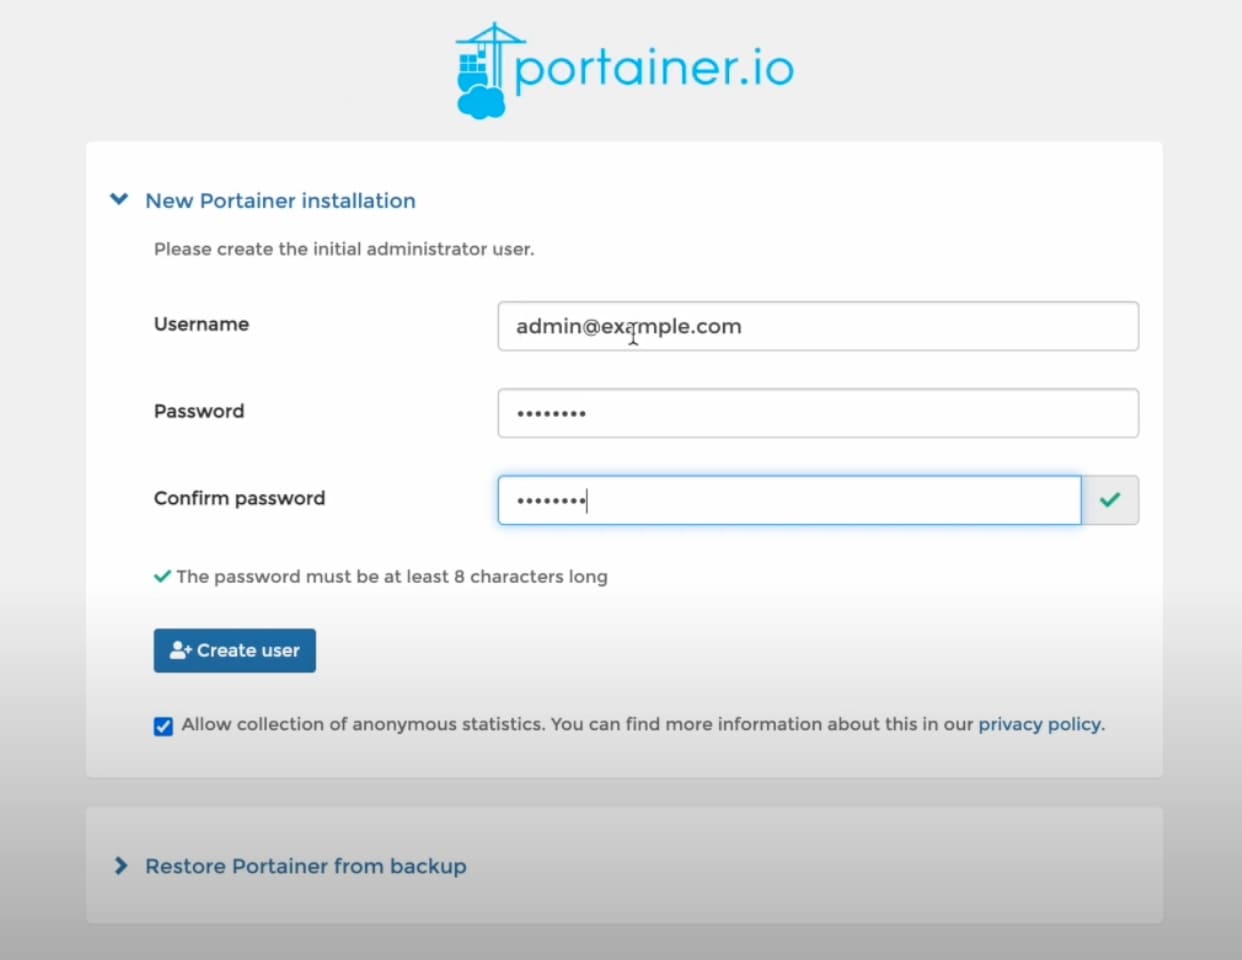 portainer.io
New Portainer installation
Please create the initial administrator user.
Username
admin@example.com
Password
••••••••
Confirm password
••••••••
The password must be at least 8 characters long
Create user
Allow collection of anonymous statistics. You can find more information about this in our privacy policy.
Restore Portainer from backup